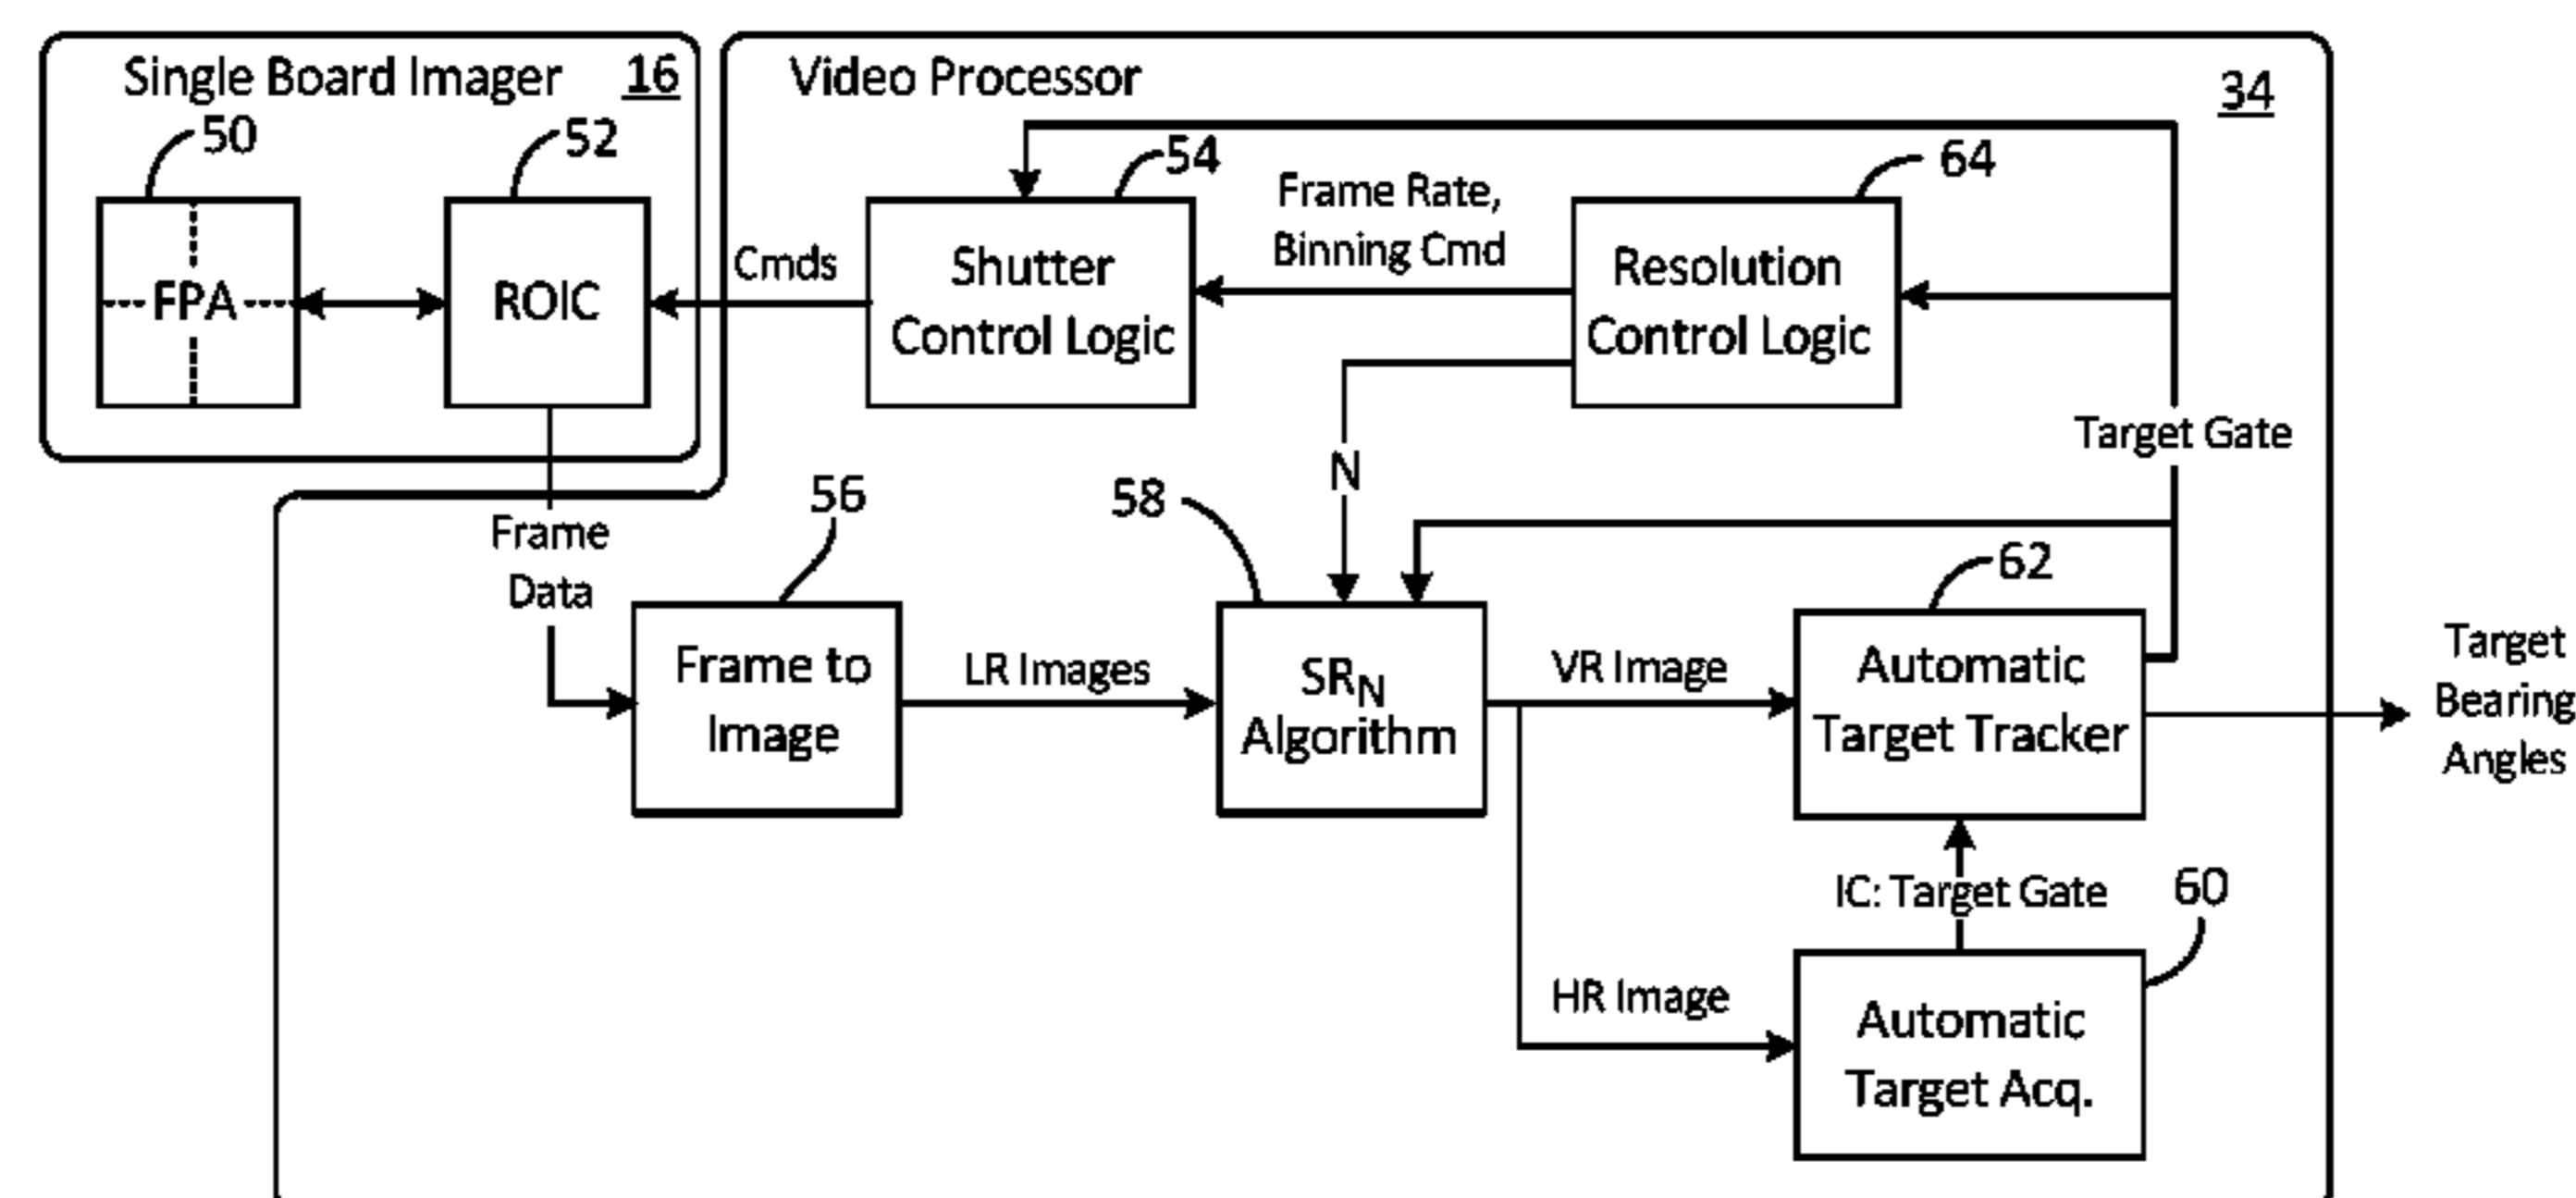 Single Board Imager 16
Video Processor
34
50
52
54
64
FPA
ROIC
Cmds
Shutter
Control Logic
Frame Rate,
Binning Cmd
Resolution
Control Logic
Target Gate
N
Frame
Data
56
58
62
Frame to
Image
LR Images
SRN
Algorithm
VR Image
Automatic
Target Tracker
Target
Bearing
Angles
IC: Target Gate
60
HR Image
Automatic
Target Acq.